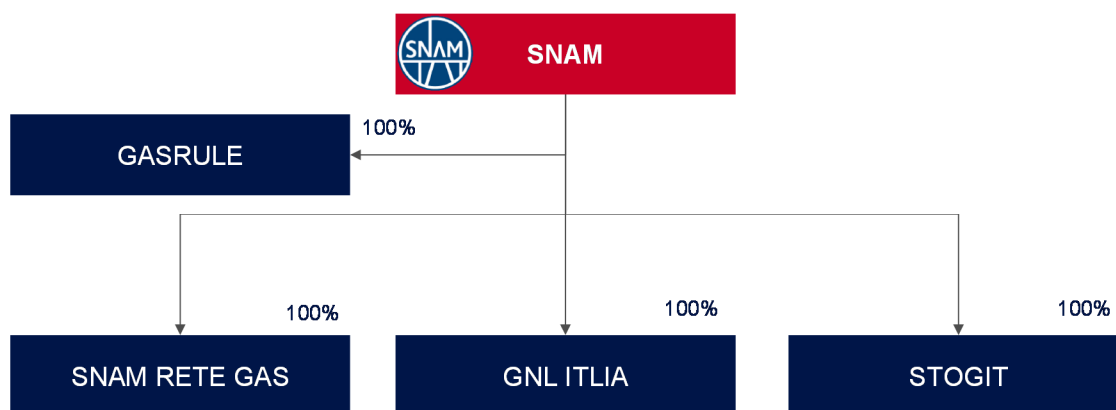 SNAM
SNAM
100%
GASRULE
100%
100%
100%
SNAM RETE GAS
GNL ITLIA
STOGIT